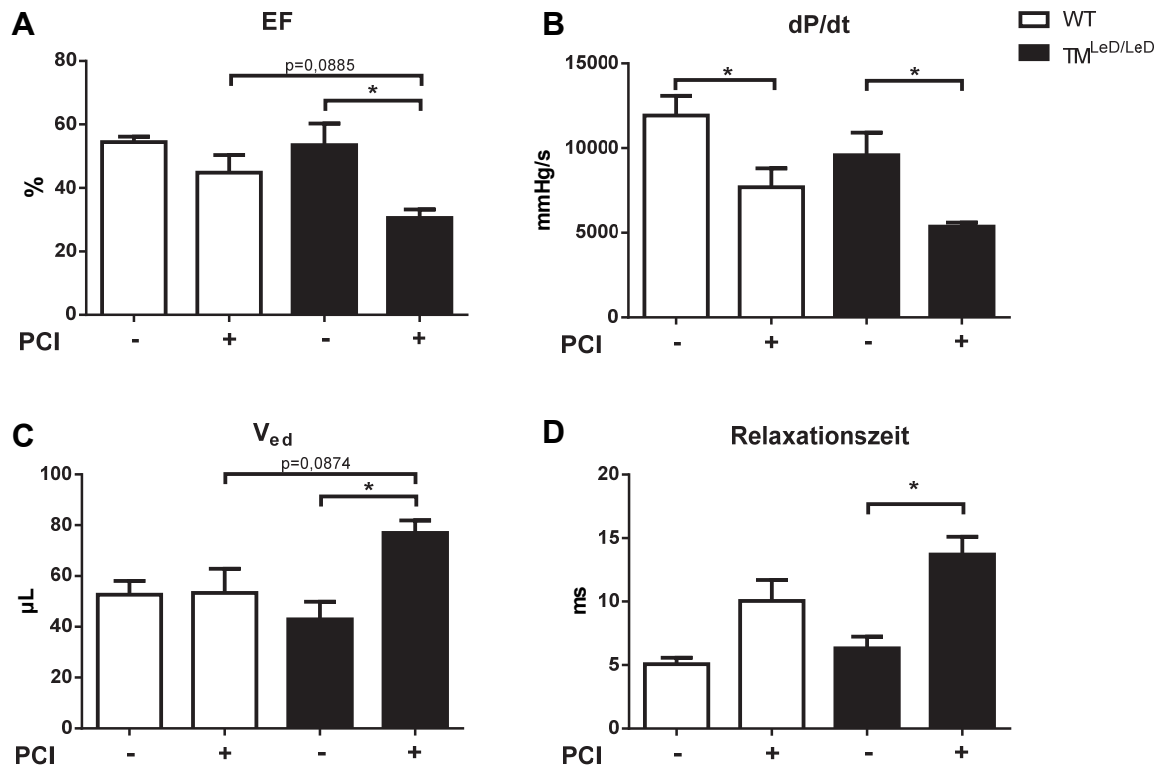 A
EF
80
60
40
20
0
%
p=0,0885
*
PCI - + - +
B
dP/dt
15000
10000
5000
0
mmHg/s
*
*
PCI - + - +
WT
TM^LeD/LeD
C
V_ed
100
80
60
40
20
0
µL
p=0,0874
*
PCI - + - +
D
Relaxationszeit
20
15
10
5
0
ms
*
PCI - + - +